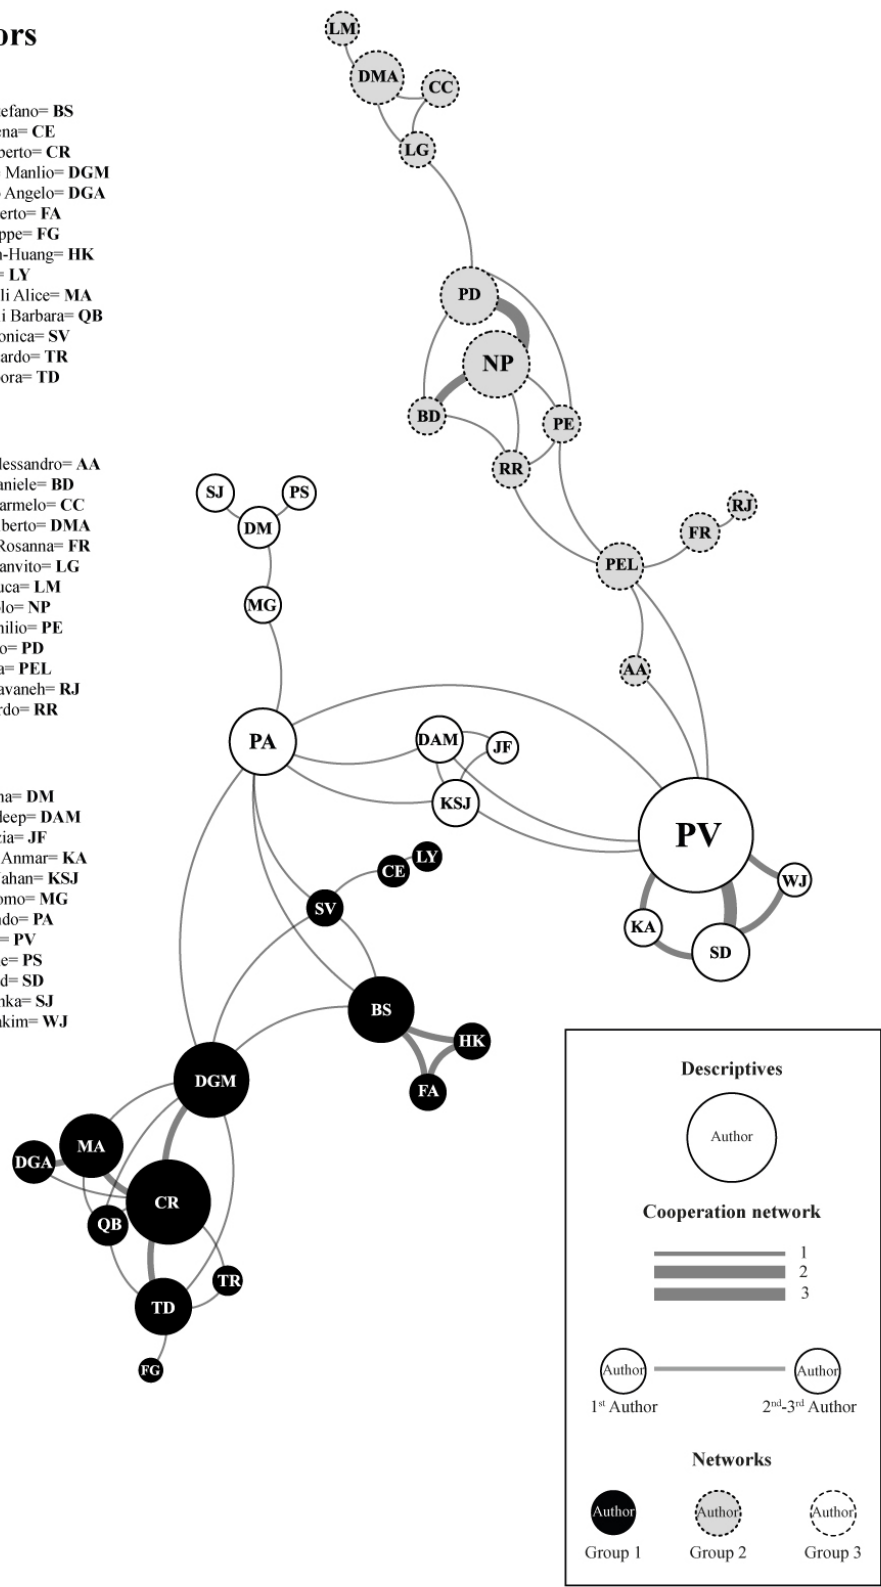 ors
efano= BS
ena= CE
berto= CR
Manlio= DGM
Angelo= DGA
erto= FA
ppe= FG
n-Huang= HK
= LY
li Alice= MA
li Barbara= QB
onica= SV
ardo= TR
ora= TD
lessandro= AA
aniele= BD
armelo= CC
lberto= DMA
Rosanna= FR
anvito= LG
uca= LM
lo= NP
nilio= PE
o= PD
a= PEL
avaneh= RJ
rdo= RR
na= DM
deep= DAM
zia= JF
Anmar= KA
Jahan= KSJ
omo= MG
ndo= PA
= PV
e= PS
d= SD
nka= SJ
akim= WJ
LM
DMA
CC
LG
PD
NP
BD
PE
RR
SJ
PS
DM
RJ
FR
PEL
MG
AA
PA
DAM
JF
KSJ
PV
LY
CE
WJ
SV
KA
SD
BS
HK
DGM
FA
MA
DGA
CR
QB
TR
TD
FG
Descriptives
Author
Cooperation network
1
2
3
Author Author
1st Author 2nd-3rd Author
Networks
Author Author Author
Group 1 Group 2 Group 3